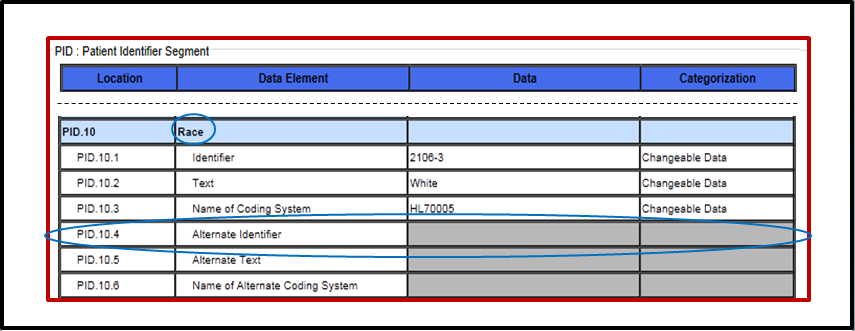 PID : Patient Identifier Segment
Location Data Element Data Categorization
PID.10 Race
PID.10.1 Identifier 2106-3 Changeable Data
PID.10.2 Text White Changeable Data
PID.10.3 Name of Coding System HL70005 Changeable Data
PID.10.4 Alternate Identifier
PID.10.5 Alternate Text
PID.10.6 Name of Alternate Coding System